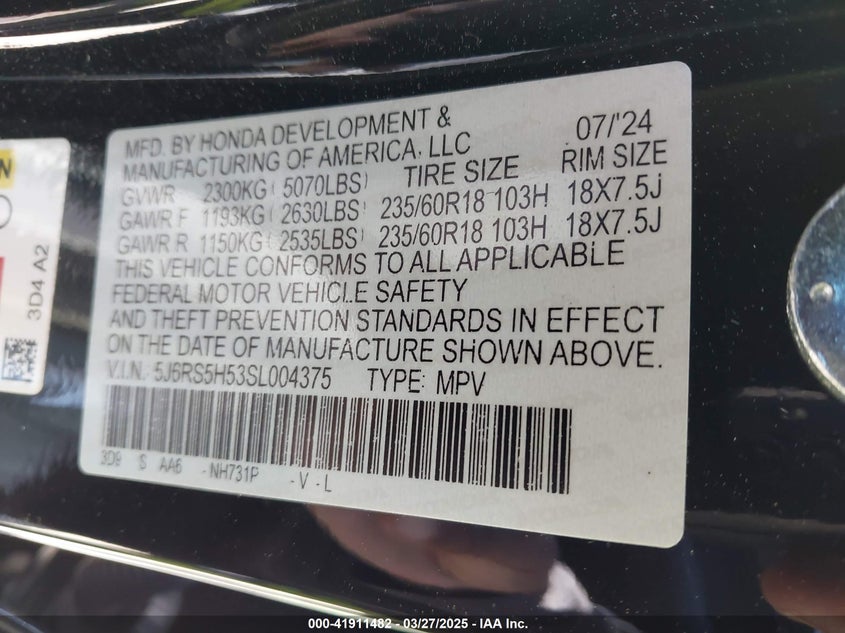 MFD. BY HONDA DEVELOPMENT &
MANUFACTURING OF AMERICA, LLC
07/'24
GVWR 2300KG( 5070LBS) TIRE SIZE RIM SIZE
GAWR F 1193KG( 2630LBS) 235/60R18 103H 18X7.5J
GAWR R 1150KG( 2535LBS) 235/60R18 103H 18X7.5J
THIS VEHICLE CONFORMS TO ALL APPLICABLE
FEDERAL MOTOR VEHICLE SAFETY
AND THEFT PREVENTION STANDARDS IN EFFECT
ON THE DATE OF MANUFACTURE SHOWN ABOVE.
V.I.N. 5J6RS5H53SL004375 TYPE: MPV
3D9 S AA6 -NH731P -V -L
3D4 A2
000-41911482 - 03/27/2025 - IAA Inc.